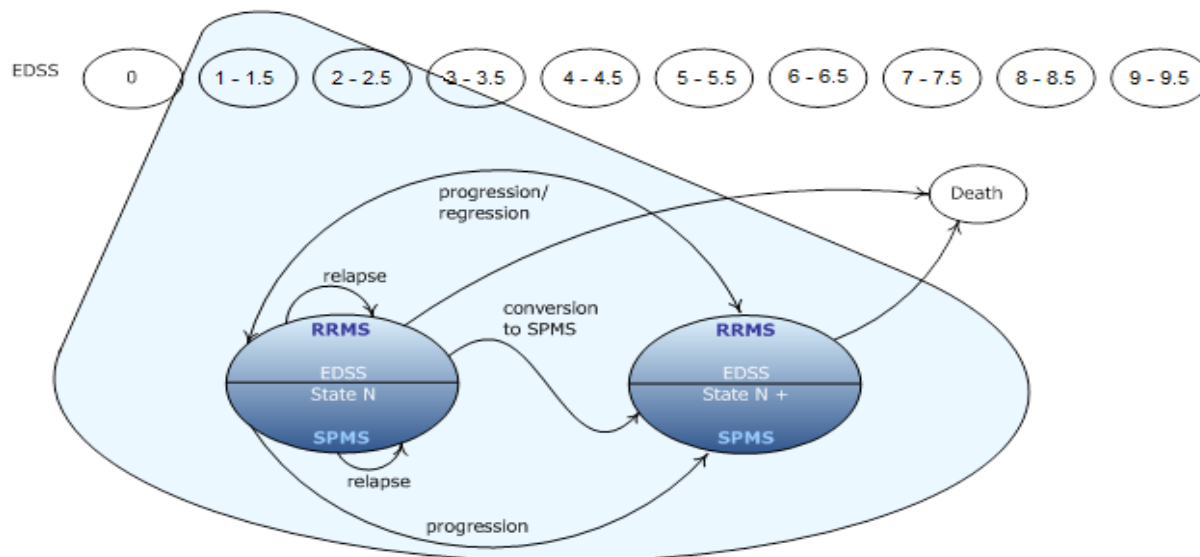 EDSS
0
1 - 1.5
2 - 2.5
3 - 3.5
4 - 4.5
5 - 5.5
6 - 6.5
7 - 7.5
8 - 8.5
9 - 9.5
progression/
regression
Death
relapse
conversion
to SPMS
RRMS
EDSS
State N
SPMS
RRMS
EDSS
State N +
SPMS
relapse
progression